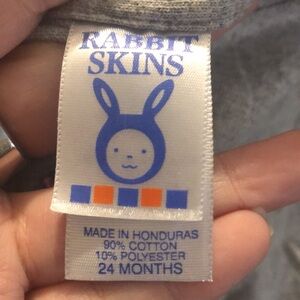 RABBIT
SKINS
MADE IN HONDURAS
90% COTTON
10% POLYESTER
24 MONTHS